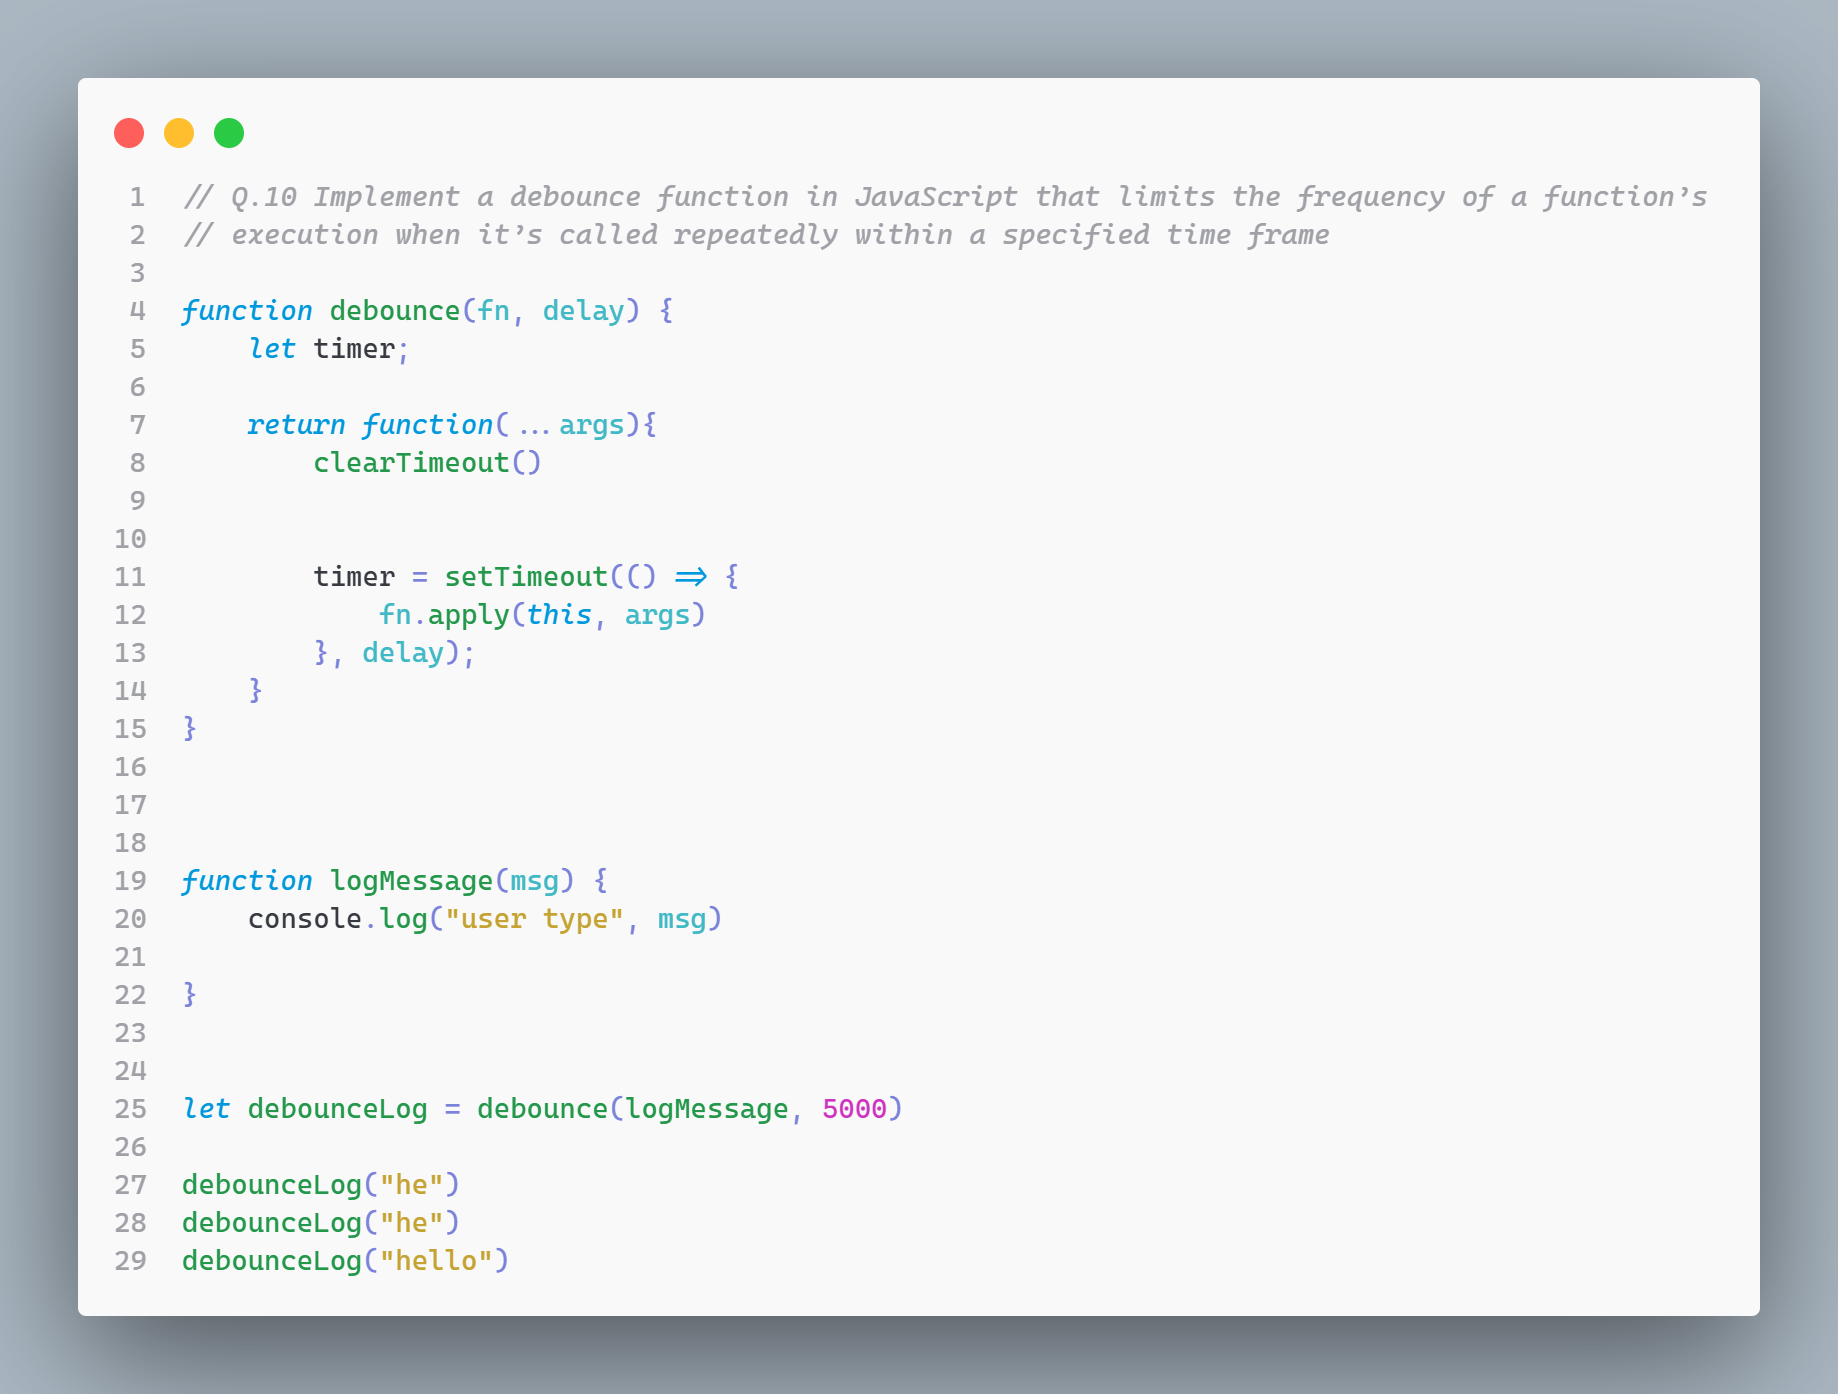 1 // Q.10 Implement a debounce function in JavaScript that limits the frequency of a function’s
2 // execution when it’s called repeatedly within a specified time frame
3
4 function debounce(fn, delay) {
5     let timer;
6
7     return function(...args){
8         clearTimeout()
9
10
11         timer = setTimeout(() => {
12             fn.apply(this, args)
13         }, delay);
14     }
15 }
16
17
18
19 function logMessage(msg) {
20     console.log("user type", msg)
21
22 }
23
24
25 let debounceLog = debounce(logMessage, 5000)
26
27 debounceLog("he")
28 debounceLog("he")
29 debounceLog("hello")